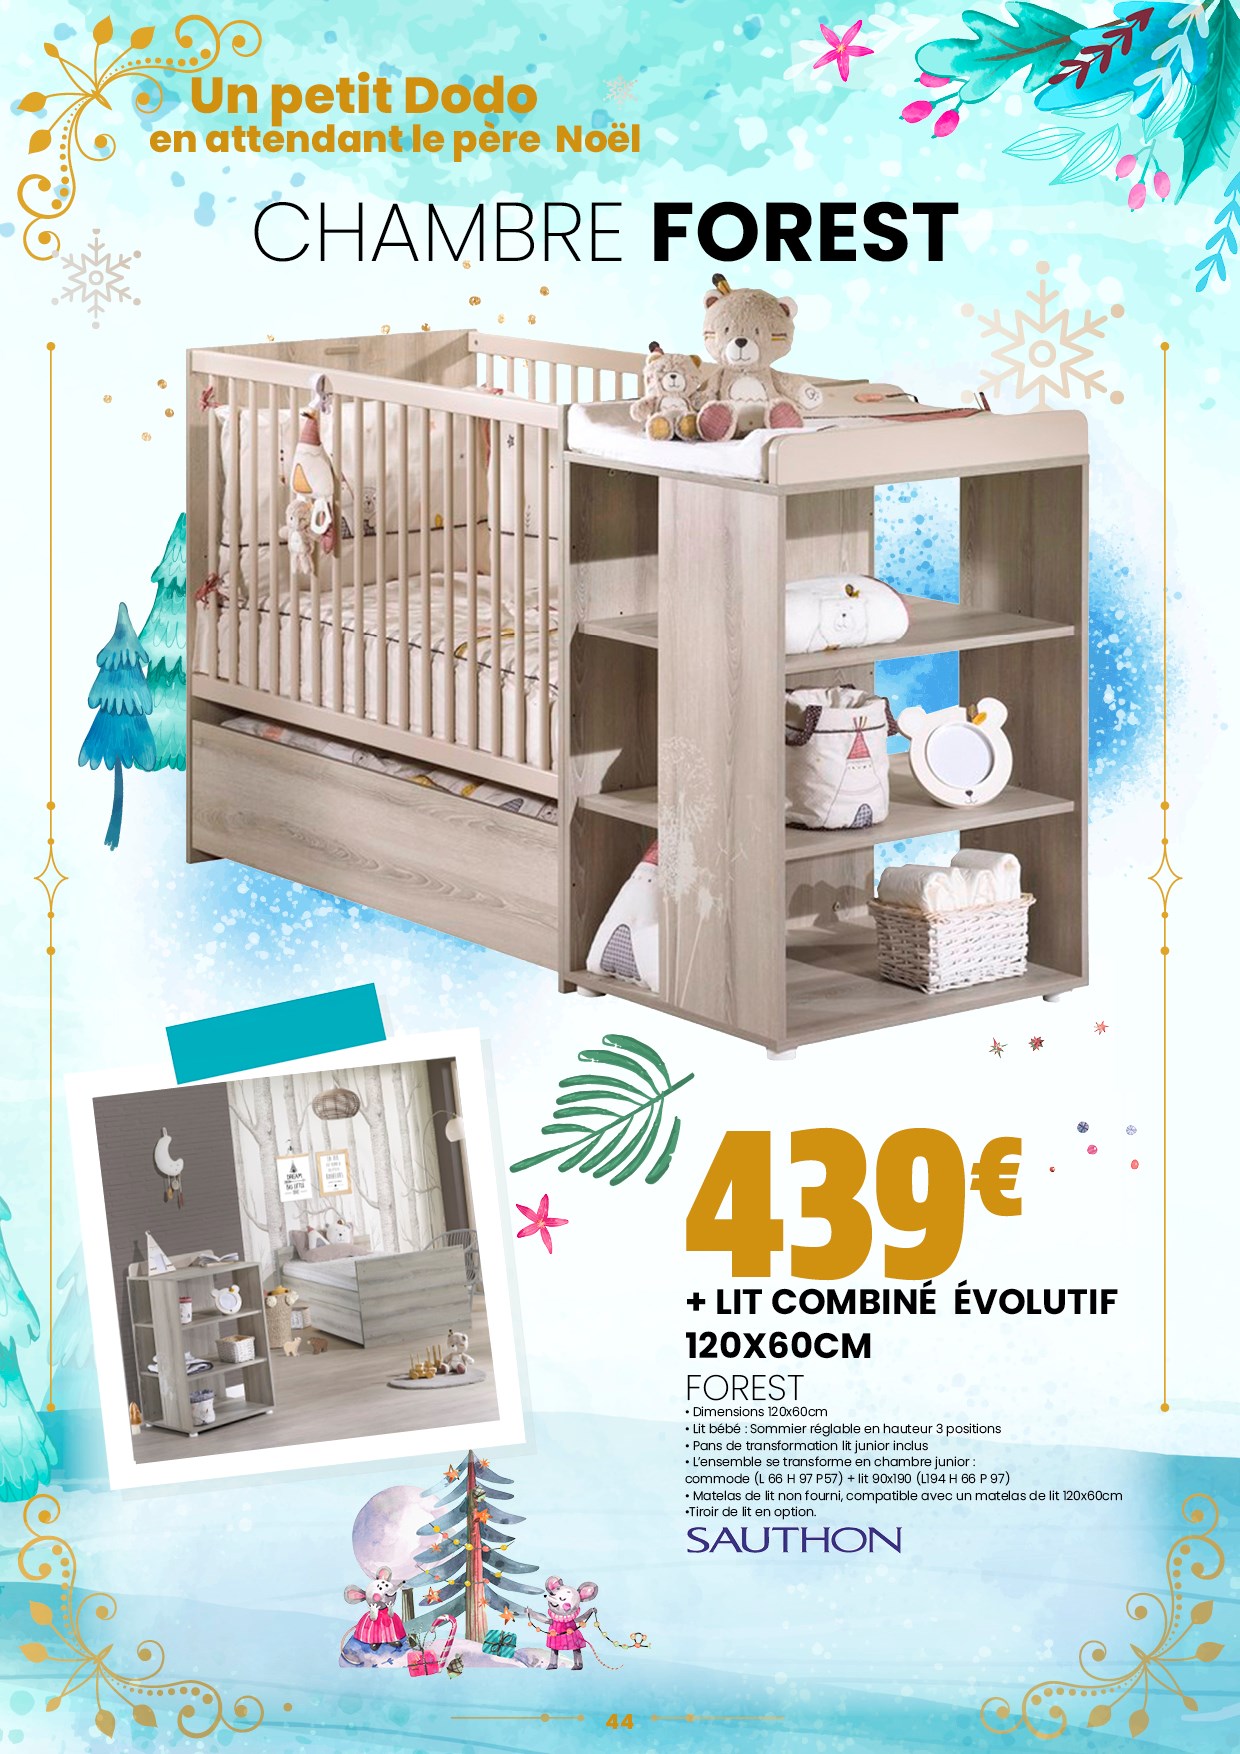 Un petit Dodo
en attendant le père Noël
CHAMBRE FOREST
439€
+ LIT COMBINÉ ÉVOLUTIF
120X60CM
FOREST
• Dimensions 120x60cm
• Lit bébé : Sommier réglable en hauteur 3 positions
• Pans de transformation lit junior inclus
• L'ensemble se transforme en chambre junior :
commode (L 66 H 97 P57) + lit 90x190 (L194 H 66 P 97)
• Matelas de lit non fourni, compatible avec un matelas de lit 120x60cm
•Tiroir de lit en option.
SAUTHON
44